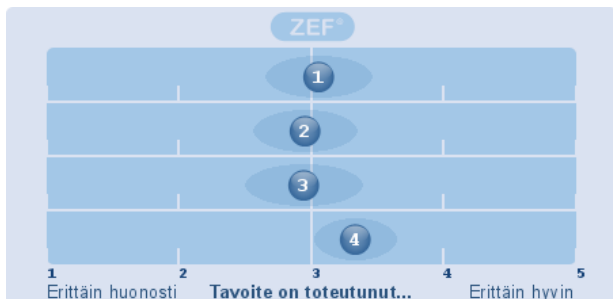 ZEF®
1
2
3
4
1 2 3 4 5
Erittäin huonosti Tavoite on toteutunut... Erittäin hyvin